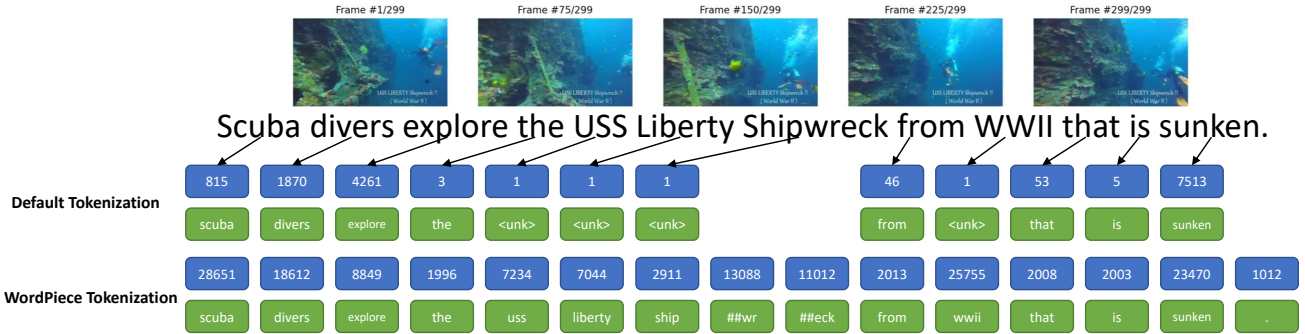 Frame #1/299 Frame #75/299 Frame #150/299 Frame #225/299 Frame #299/299
USS LIBERTY Shipwreck !! USS LIBERTY Shipwreck !! USS LIBERTY Shipwreck !! USS LIBERTY Shipwreck !! USS LIBERTY Shipwreck !!
( World War II ) ( World War II ) ( World War II ) ( World War II ) ( World War II )
Scuba divers explore the USS Liberty Shipwreck from WWII that is sunken.
815 1870 4261 3 1 1 1 46 1 53 5 7513
Default Tokenization
scuba divers explore the <unk> <unk> <unk> from <unk> that is sunken
28651 18612 8849 1996 7234 7044 2911 13088 11012 2013 25755 2008 2003 23470 1012
WordPiece Tokenization
scuba divers explore the uss liberty ship ##wr ##eck from wwii that is sunken .